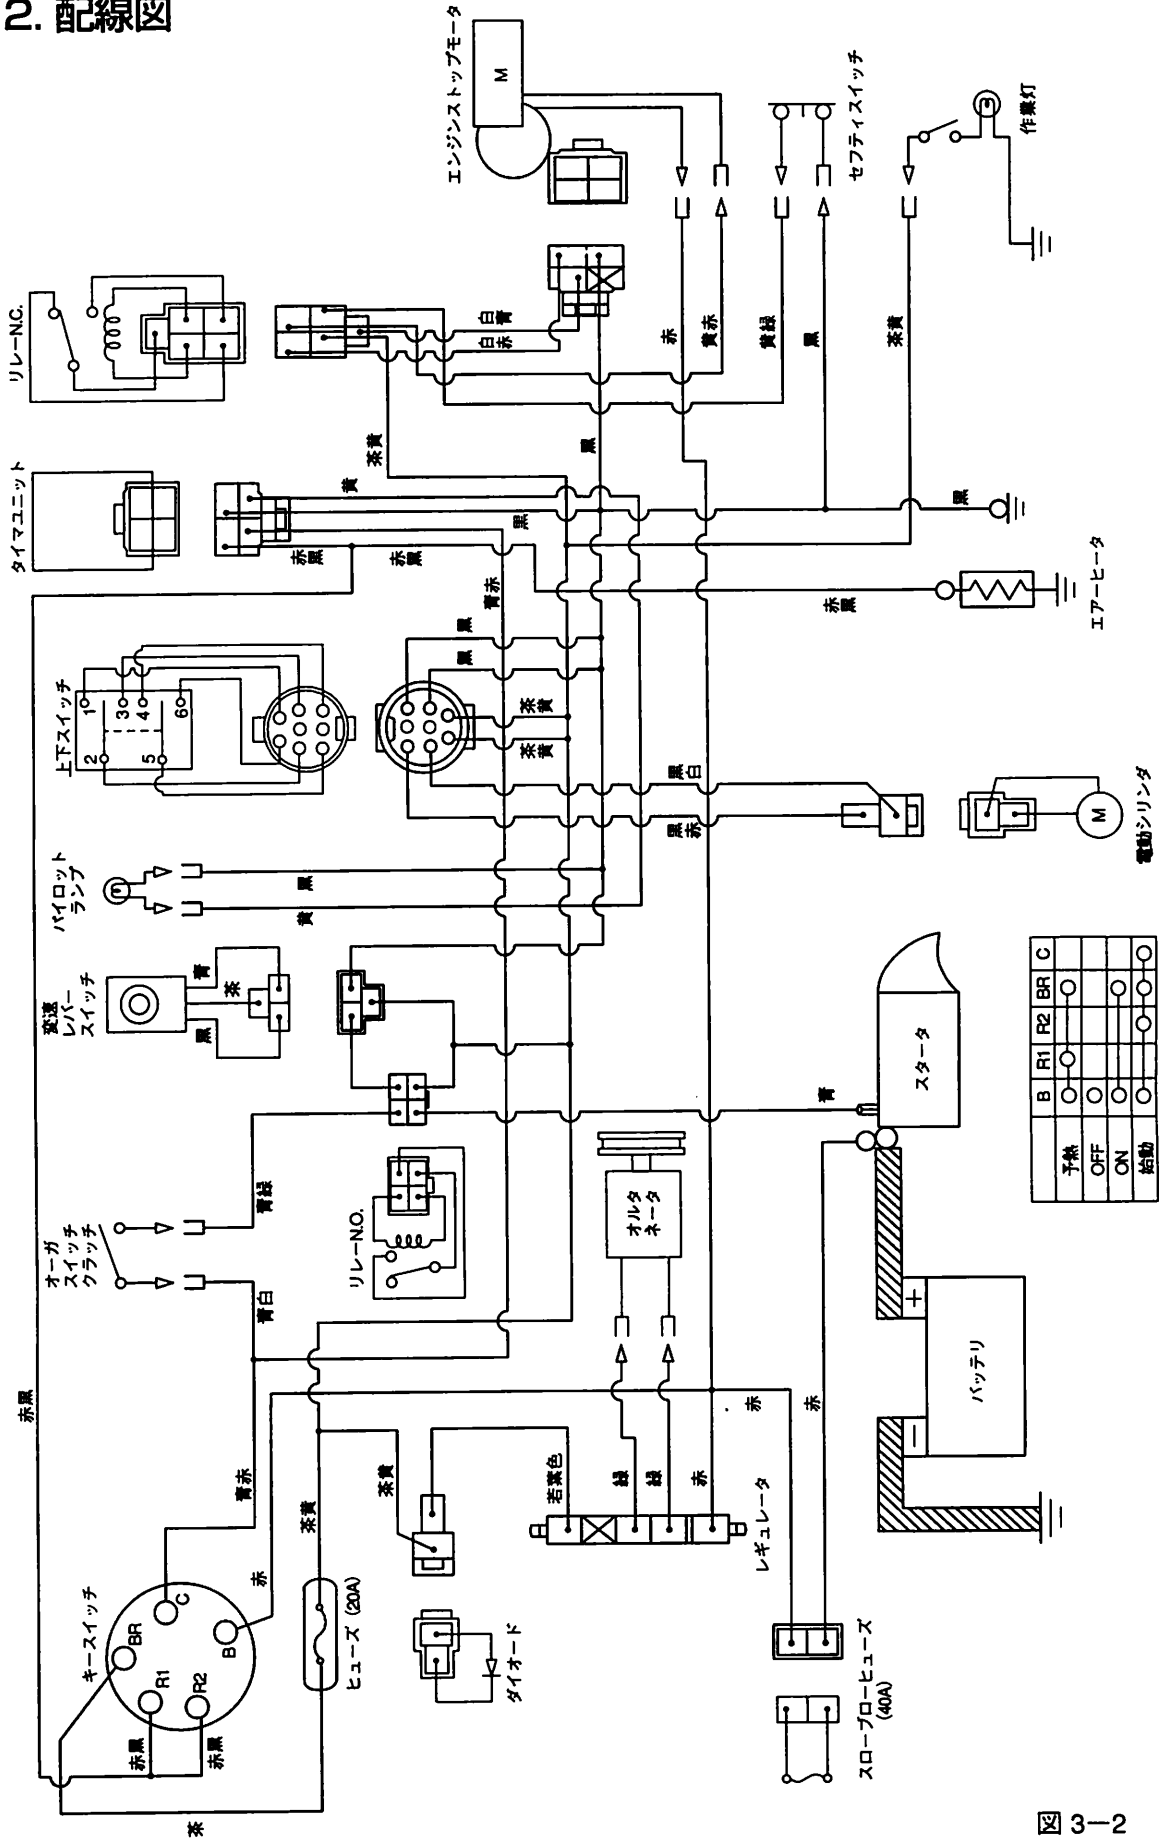 2. 配線図
キースイッチ
BR
C
R1
R2
B
赤黒
赤黒
茶
赤黒
青赤
赤
茶黄
ヒューズ (20A)
茶黄
ダイオード
若葉色
緑
緑
赤
レギュレータ
赤
赤
スローブローヒューズ
(40A)
オーガ
スイッチ
クラッチ
青白
青緑
リレーN.O.
オルタ
ネータ
バッテリ
+
−
スタータ
青
変速
レバー
スイッチ
青
茶
黒
パイロット
ランプ
黒
黄
上下スイッチ
1
3
4
6
2
5
黒
黒
茶黄
茶黄
黒白
黒赤
電動シリンダ
M
タイマユニット
赤黒
赤黒
黄
黒
青赤
赤黒
エアーヒータ
リレーN.C.
茶黄
白青
白赤
黒
エンジンストップモータ
M
赤
黄赤
黄緑
黒
茶黄
黒
セフティスイッチ
作業灯
B R1 R2 BR C
予熱
OFF
ON
始動
図 3−2